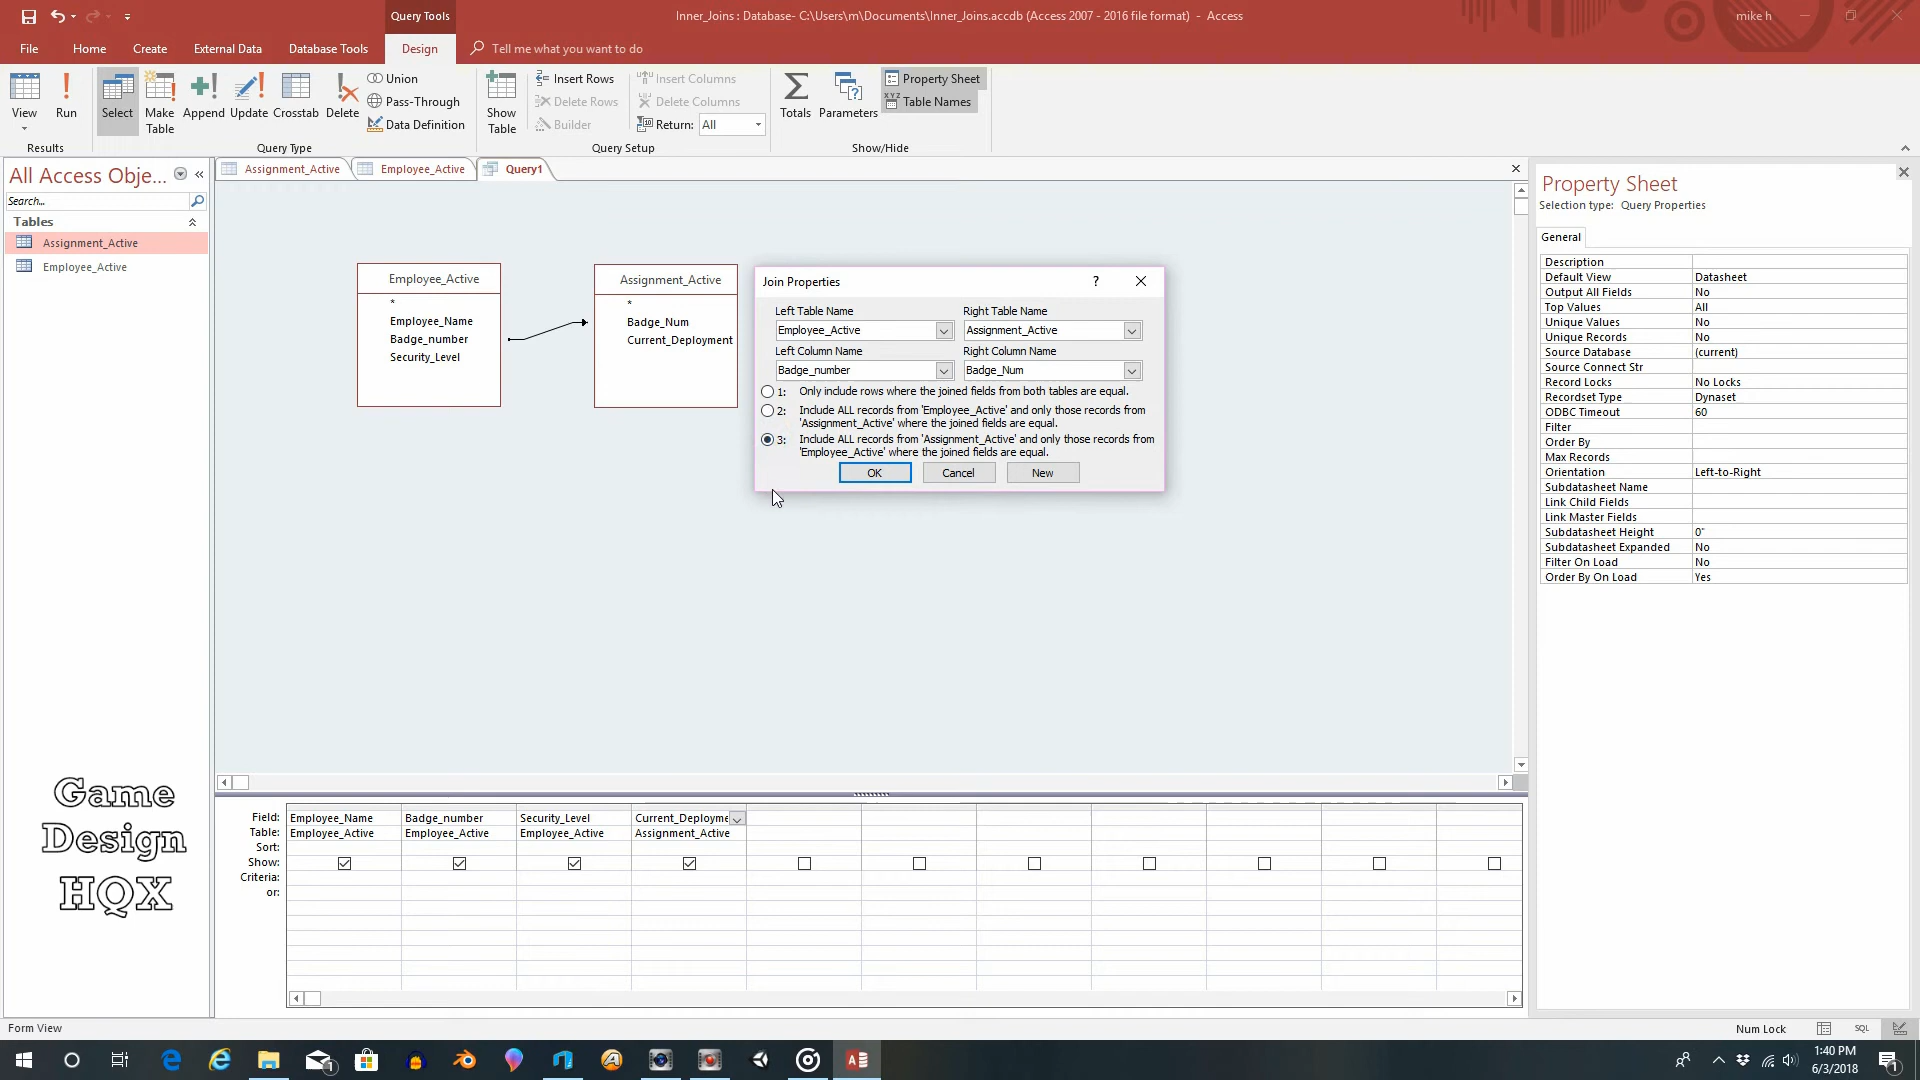 Query Tools
Inner_Joins : Database- C:\Users\m\Documents\Inner_Joins.accdb (Access 2007 - 2016 file format) - Access
mike h
File
Home
Create
External Data
Database Tools
Design
Tell me what you want to do
View
Run
Select
Make Table
Append
Update
Crosstab
Delete
Union
Pass-Through
Data Definition
Show Table
Insert Rows
Delete Rows
Builder
Insert Columns
Delete Columns
Return: All
Totals
Parameters
Property Sheet
Table Names
Results
Query Type
Query Setup
Show/Hide
All Access Obje...
Search...
Tables
Assignment_Active
Employee_Active
Assignment_Active
Employee_Active
Query1
Employee_Active
*
Employee_Name
Badge_number
Security_Level
Assignment_Active
*
Badge_Num
Current_Deployment
Join Properties
?
Left Table Name
Right Table Name
Employee_Active
Assignment_Active
Left Column Name
Right Column Name
Badge_number
Badge_Num
1: Only include rows where the joined fields from both tables are equal.
2: Include ALL records from 'Employee_Active' and only those records from
'Assignment_Active' where the joined fields are equal.
3: Include ALL records from 'Assignment_Active' and only those records from
'Employee_Active' where the joined fields are equal.
OK
Cancel
New
Property Sheet
Selection type: Query Properties
General
Description
Default View Datasheet
Output All Fields No
Top Values All
Unique Values No
Unique Records No
Source Database (current)
Source Connect Str
Record Locks No Locks
Recordset Type Dynaset
ODBC Timeout 60
Filter
Order By
Max Records
Orientation Left-to-Right
Subdatasheet Name
Link Child Fields
Link Master Fields
Subdatasheet Height 0"
Subdatasheet Expanded No
Filter On Load No
Order By On Load Yes
Game
Design
HQX
Field: Employee_Name Badge_number Security_Level Current_Deployme
Table: Employee_Active Employee_Active Employee_Active Assignment_Active
Sort:
Show:
Criteria:
or:
Form View
Num Lock
SQL
1:40 PM
6/3/2018